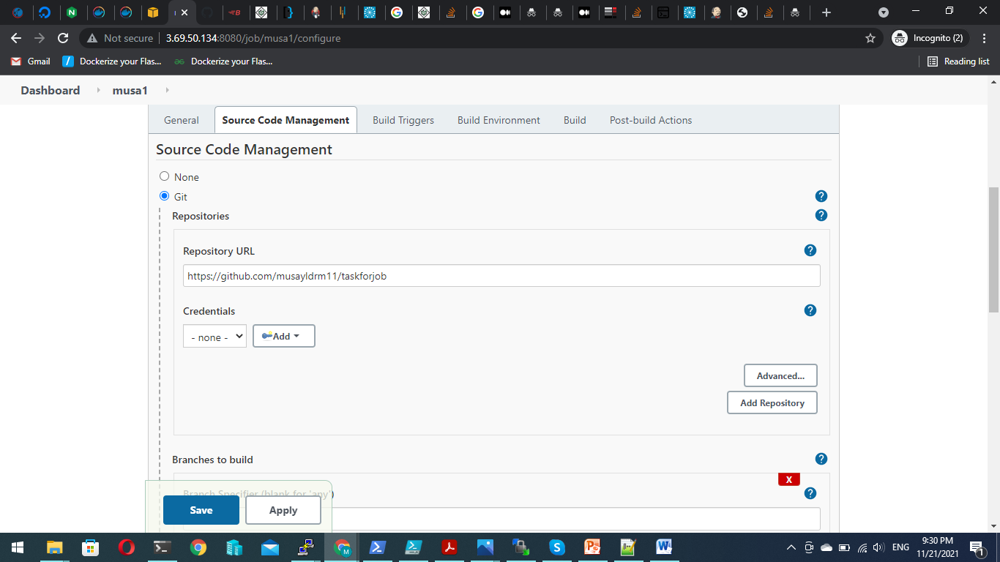 Not secure 3.69.50.134:8080/job/musa1/configure Incognito (2)
Gmail Dockerize your Flas... Dockerize your Flas... Reading list
Dashboard musa1
General Source Code Management Build Triggers Build Environment Build Post-build Actions
Source Code Management
None
Git
Repositories
Repository URL
https://github.com/musayldrm11/taskforjob
Credentials
- none - Add
Advanced...
Add Repository
Branches to build
X
Branch Specifier (blank for 'any')
Save Apply
ENG 9:30 PM
11/21/2021